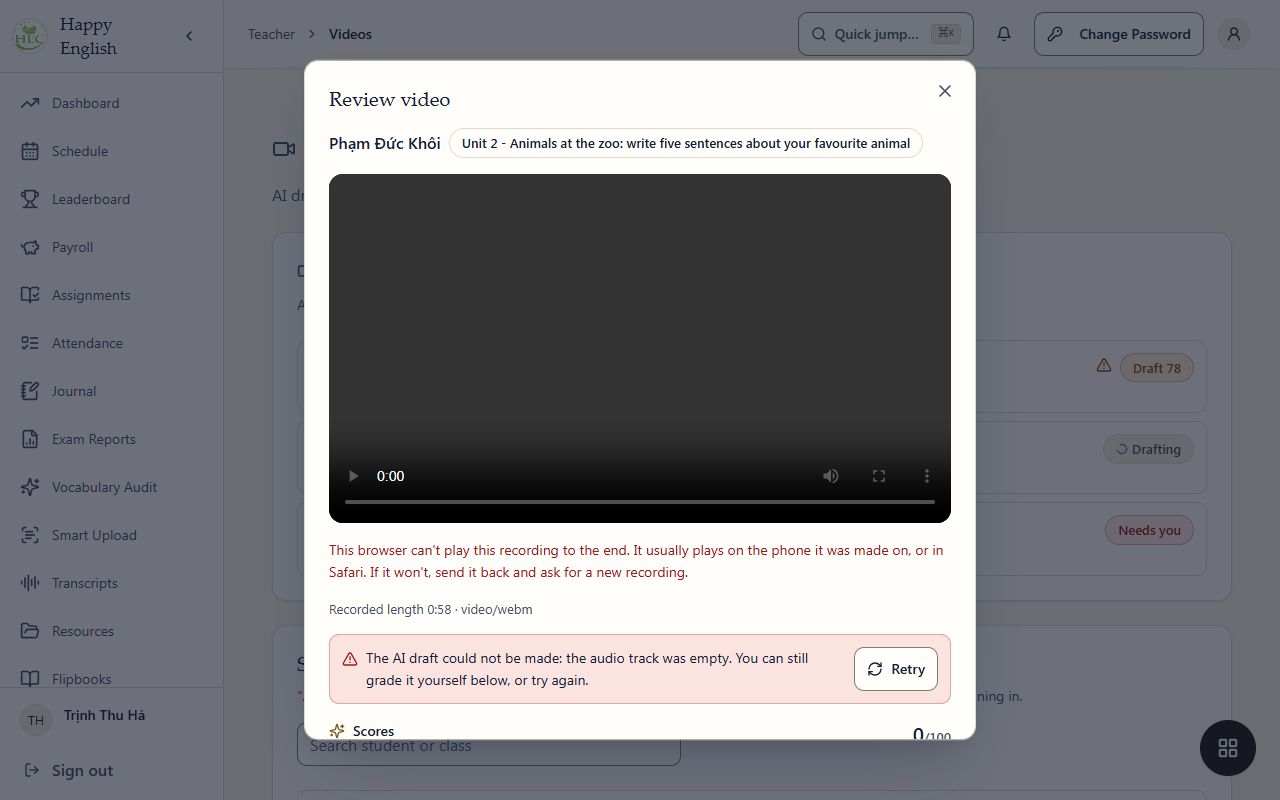 HEC
Happy
English
Teacher
Videos
Quick jump...
⌘K
Change Password
Dashboard
Schedule
Leaderboard
Payroll
Assignments
Attendance
Journal
Exam Reports
Vocabulary Audit
Smart Upload
Transcripts
Resources
Flipbooks
TH
Trịnh Thu Hà
Sign out
AI
Review video
Phạm Đức Khôi
Unit 2 - Animals at the zoo: write five sentences about your favourite animal
0:00
This browser can't play this recording to the end. It usually plays on the phone it was made on, or in
Safari. If it won't, send it back and ask for a new recording.
Recorded length 0:58 · video/webm
The AI draft could not be made: the audio track was empty. You can still
grade it yourself below, or try again.
Retry
Scores
0/100
Draft 78
Drafting
Needs you
ning in.
Search student or class